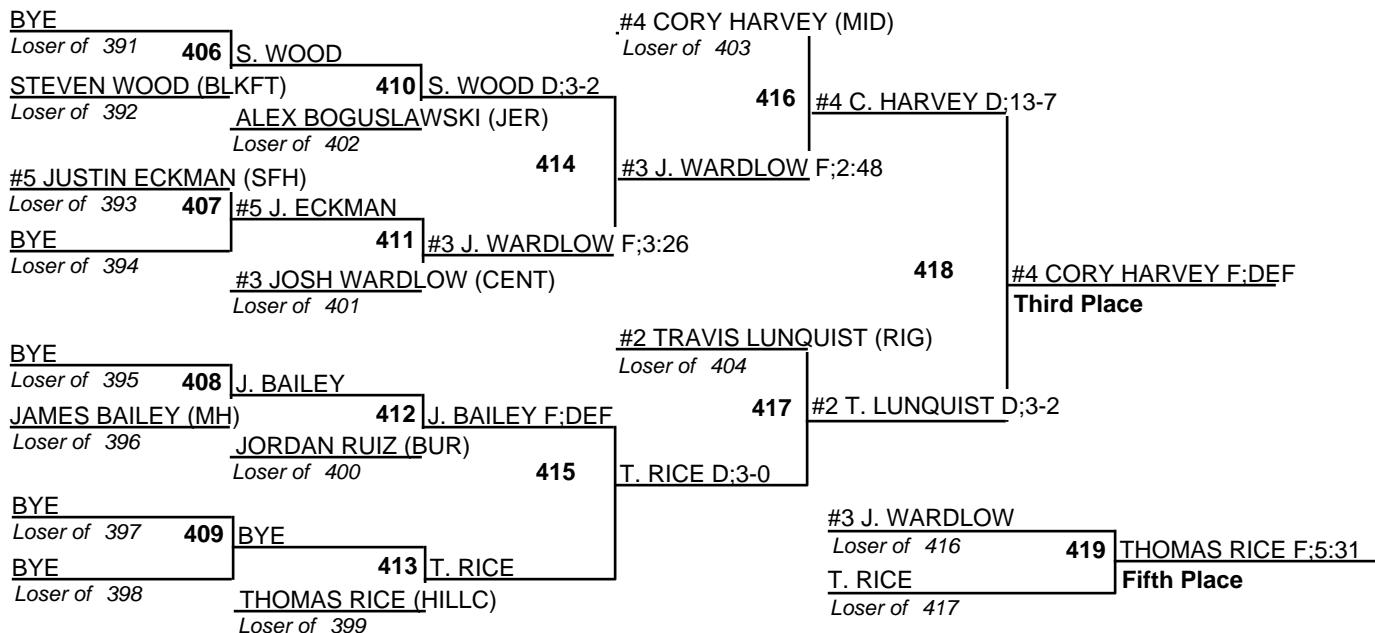 BYE
Loser of 391
406
S. WOOD
STEVEN WOOD (BLKFT)
Loser of 392
410
S. WOOD D;3-2
ALEX BOGUSLAWSKI (JER)
Loser of 402
#5 JUSTIN ECKMAN (SFH)
Loser of 393
407
#5 J. ECKMAN
BYE
Loser of 394
411
#3 J. WARDLOW F;3:26
#3 JOSH WARDLOW (CENT)
Loser of 401
414
#3 J. WARDLOW F;2:48
#4 CORY HARVEY (MID)
Loser of 403
416
#4 C. HARVEY D;13-7
BYE
Loser of 395
408
J. BAILEY
JAMES BAILEY (MH)
Loser of 396
412
J. BAILEY F;DEF
JORDAN RUIZ (BUR)
Loser of 400
BYE
Loser of 397
409
BYE
BYE
Loser of 398
413
T. RICE
THOMAS RICE (HILLC)
Loser of 399
415
T. RICE D;3-0
#2 TRAVIS LUNQUIST (RIG)
Loser of 404
417
#2 T. LUNQUIST D;3-2
418
#4 CORY HARVEY F;DEF
Third Place
#3 J. WARDLOW
Loser of 416
419
THOMAS RICE F;5:31
Fifth Place
T. RICE
Loser of 417